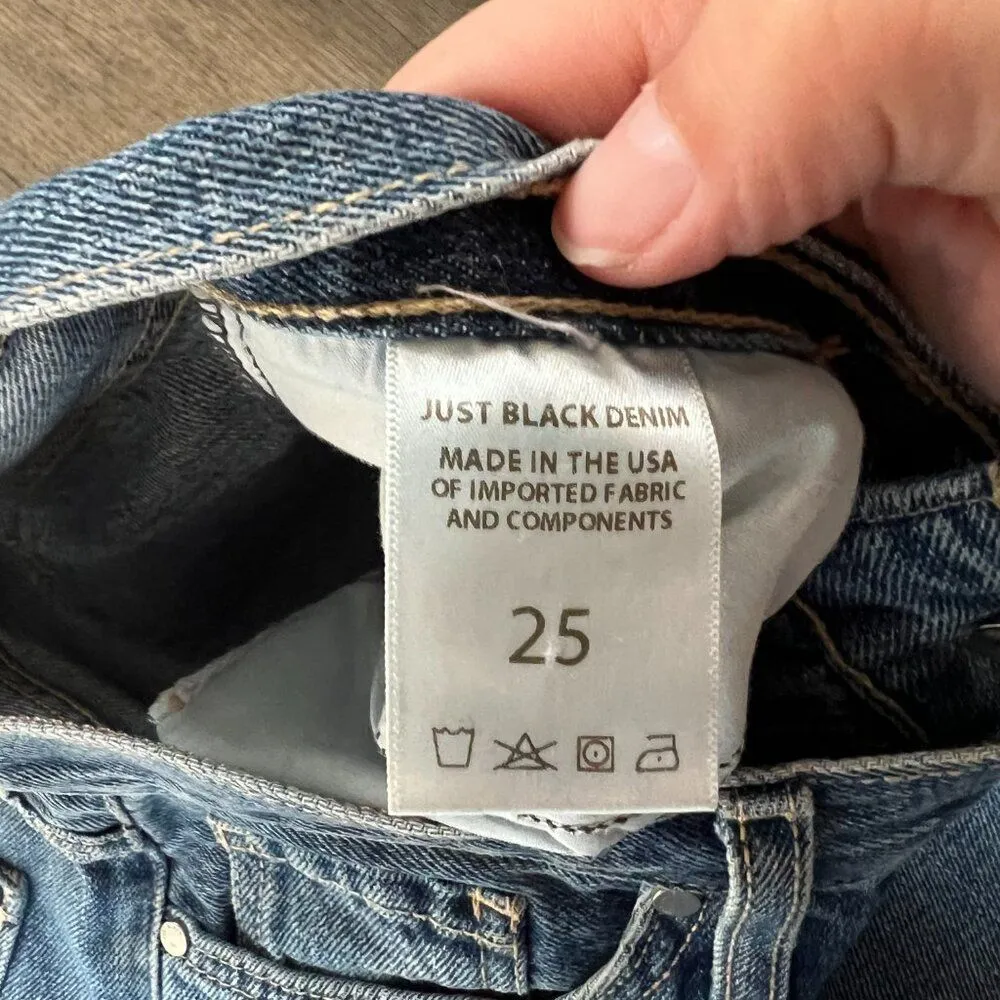 JUST BLACK DENIM
MADE IN THE USA
OF IMPORTED FABRIC
AND COMPONENTS
25